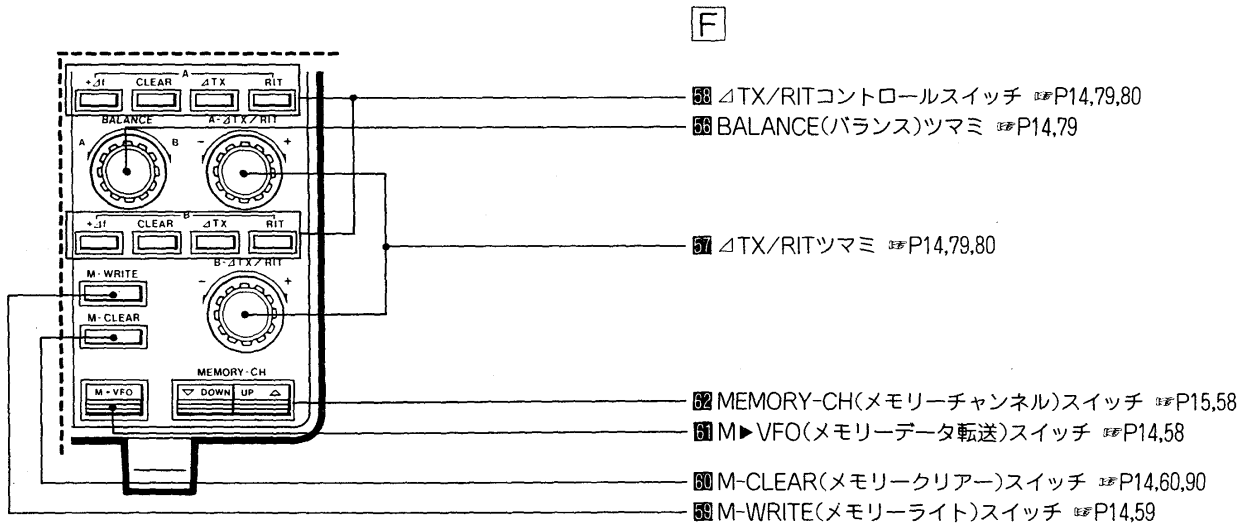 F
A
+⊿f CLEAR ⊿TX RIT
BALANCE A-⊿TX/RIT
A B - +
B
+⊿f CLEAR ⊿TX RIT
B-⊿TX/RIT
- +
M-WRITE
M-CLEAR
MEMORY-CH
M▸VFO ▽ DOWN UP △
58 ⊿TX/RITコントロールスイッチ ☞P14,79,80
56 BALANCE(バランス)ツマミ ☞P14,79
57 ⊿TX/RITツマミ ☞P14,79,80
62 MEMORY-CH(メモリーチャンネル)スイッチ ☞P15,58
61 M▶VFO(メモリーデータ転送)スイッチ ☞P14,58
60 M-CLEAR(メモリークリアー)スイッチ ☞P14,60,90
59 M-WRITE(メモリーライト)スイッチ ☞P14,59